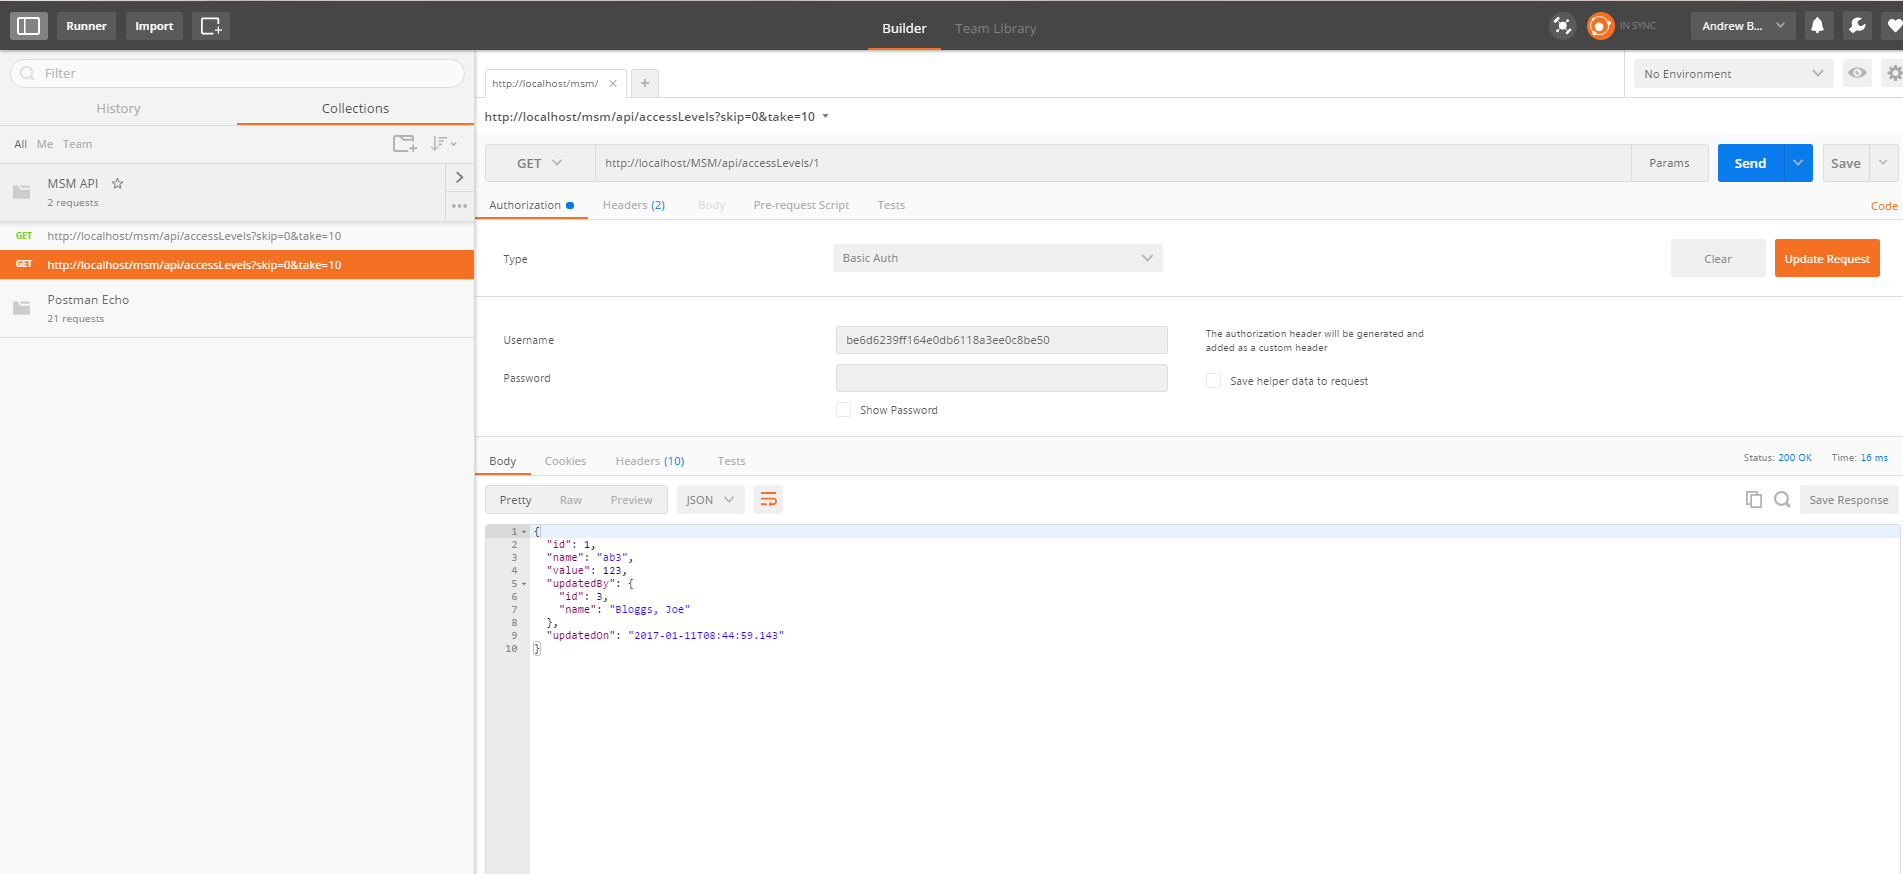 Runner Import Builder Team Library IN SYNC Andrew B...
Filter
History Collections
All Me Team
MSM API
2 requests
GET http://localhost/msm/api/accessLevels?skip=0&take=10
GET http://localhost/msm/api/accessLevels?skip=0&take=10
Postman Echo
21 requests
http://localhost/msm/ No Environment
http://localhost/msm/api/accessLevels?skip=0&take=10
GET http://localhost/MSM/api/accessLevels/1 Params Send Save
Authorization Headers (2) Body Pre-request Script Tests Code
Type Basic Auth Clear Update Request
Username be6d6239ff164e0db6118a3ee0c8be50 The authorization header will be generated and
added as a custom header
Password Save helper data to request
Show Password
Body Cookies Headers (10) Tests Status: 200 OK Time: 16 ms
Pretty Raw Preview JSON Save Response
1 {
2 "id": 1,
3 "name": "ab3",
4 "value": 123,
5 "updatedBy": {
6 "id": 3,
7 "name": "Bloggs, Joe"
8 },
9 "updatedOn": "2017-01-11T08:44:59.143"
10 }